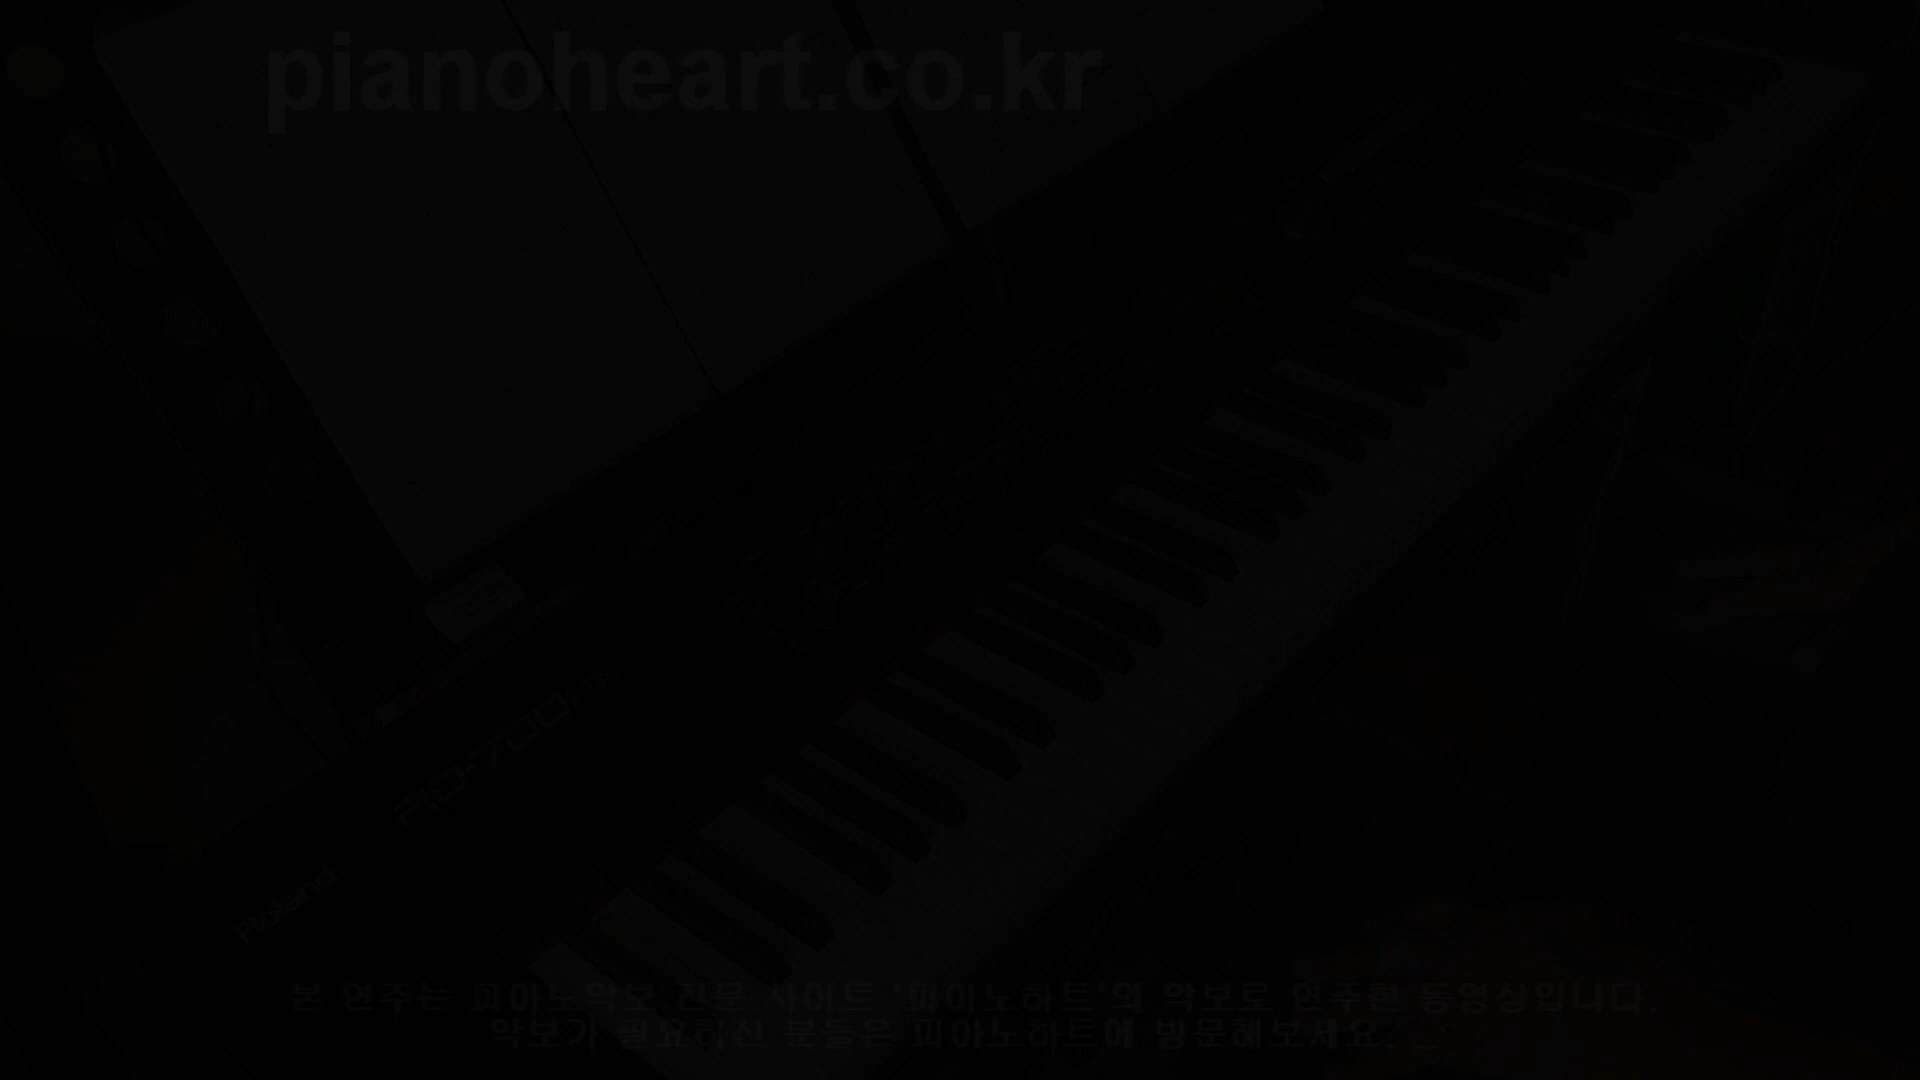 pianoheart.co.kr
RD-700
Roland
본 연주는 피아노악보 전문 사이트 '피아노하트'의 악보로 연주한 동영상입니다.
악보가 필요하신 분들은 피아노하트에 방문해보세요.